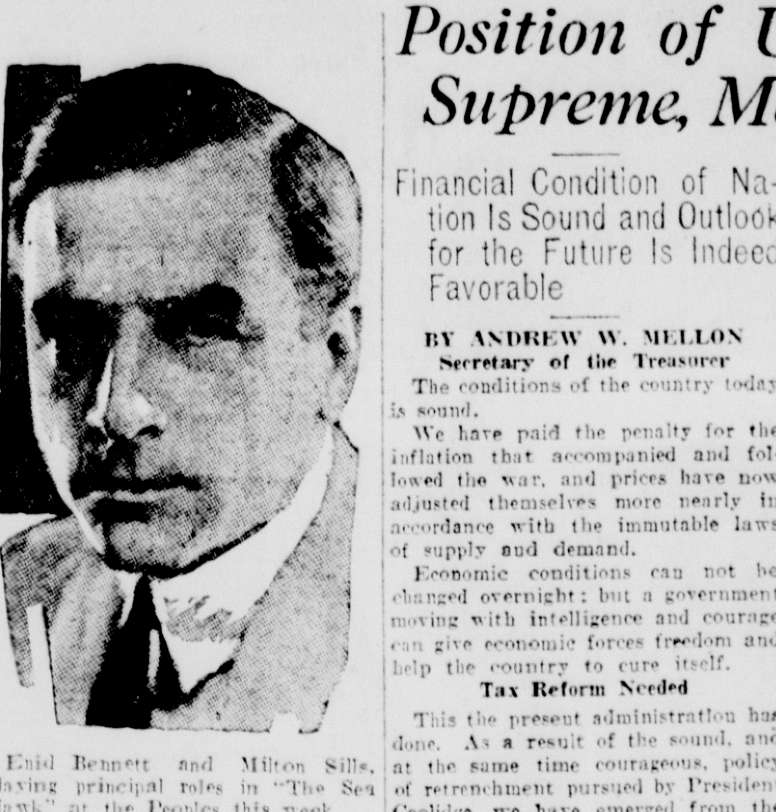 Enid Bennett and Milton Sills,
playing principal roles in "The Sea
Hawk" at the Peoples this week
Position of U
Supreme, Me
Financial Condition of Na-
tion Is Sound and Outlook
for the Future Is Indeed
Favorable
BY ANDREW W. MELLON
Secretary of the Treasurer
The conditions of the country today
is sound.
We have paid the penalty for the
inflation that accompanied and fol-
lowed the war, and prices have now
adjusted themselves more nearly in
accordance with the immutable laws
of supply and demand.
Economic conditions can not be
changed overnight; but a government
moving with intelligence and courage
can give economic forces freedom and
help the country to cure itself.
Tax Reform Needed
This the present administration has
done. As a result of the sound, and
at the same time courageous, policy
of retrenchment pursued by President
Coolidge, we have emerged from the